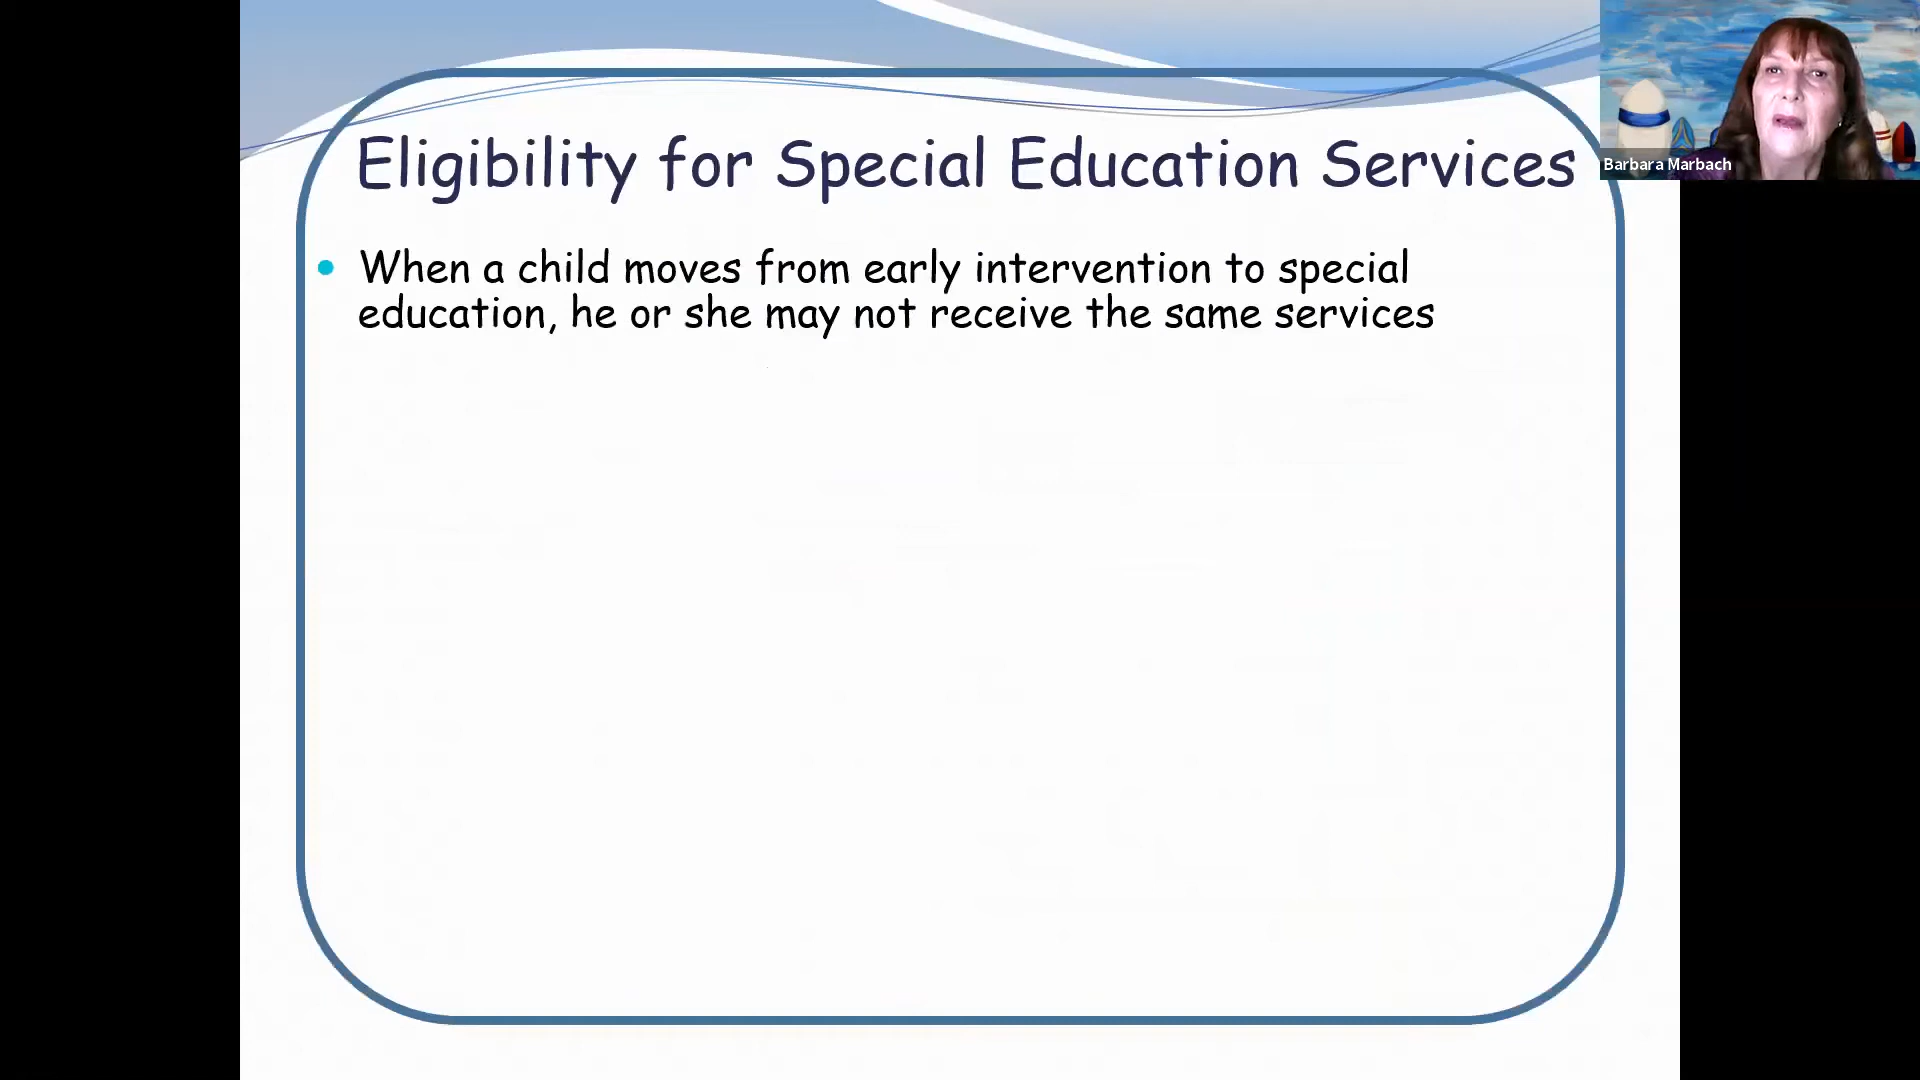 Eligibility for Special Education Services
When a child moves from early intervention to special
education, he or she may not receive the same services
Barbara Marbach